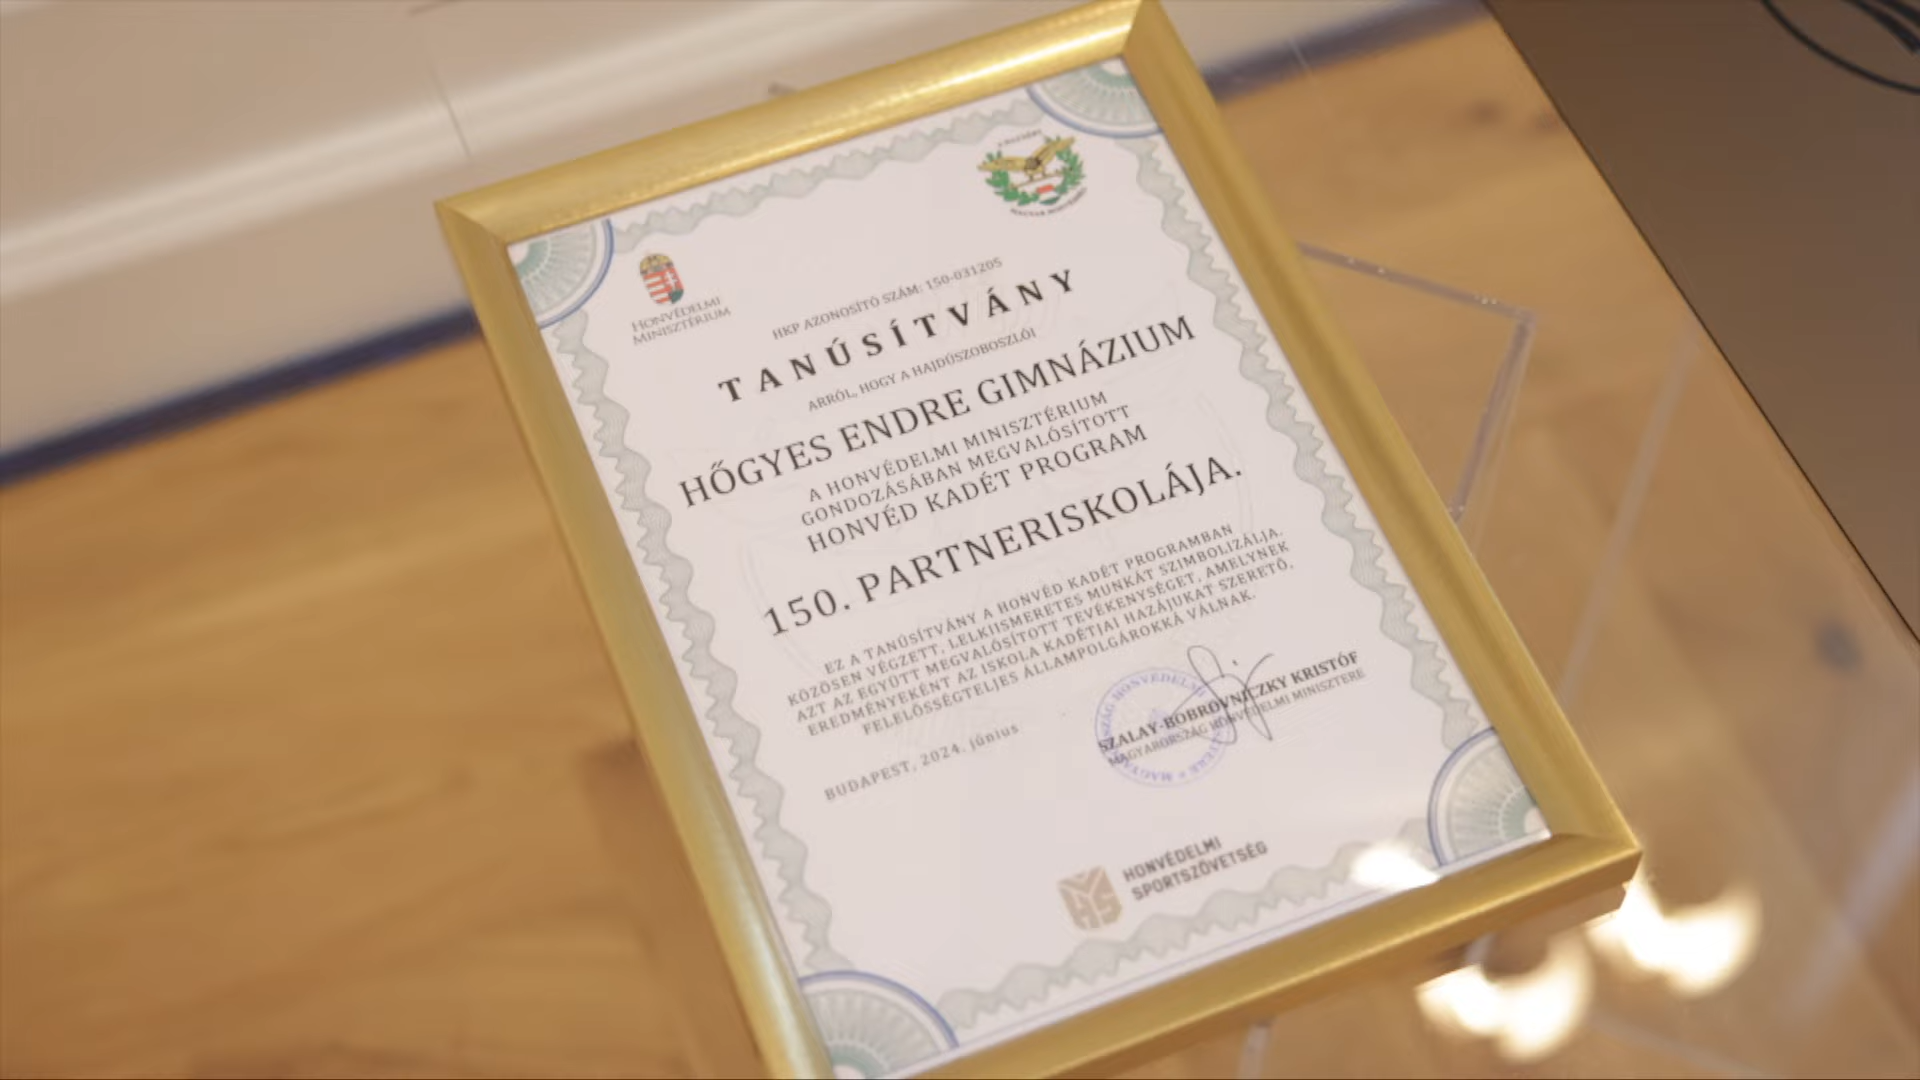 HONVÉDELMI
MINISZTÉRIUM
HKP AZONOSÍTÓ SZÁM: 150-031205
TANÚSÍTVÁNY
ARRÓL, HOGY A HAJDÚSZOBOSZLÓI
HŐGYES ENDRE GIMNÁZIUM
A HONVÉDELMI MINISZTÉRIUM
GONDOZÁSÁBAN MEGVALÓSÍTOTT
HONVÉD KADÉT PROGRAM
150. PARTNERISKOLÁJA.
EZ A TANÚSÍTVÁNY A HONVÉD KADÉT PROGRAMBAN
KÖZÖSEN VÉGZETT, LELKIISMERETES MUNKÁT SZIMBOLIZÁLJA.
AZT AZ EGYÜTT MEGVALÓSÍTOTT TEVÉKENYSÉGET, AMELYNEK
EREDMÉNYEKÉNT AZ ISKOLA KADÉTJAI HAZÁJUKAT SZERETŐ,
FELELŐSSÉGTELJES ÁLLAMPOLGÁROKKÁ VÁLNAK.
BUDAPEST, 2024. június
SZALAY-BOBROVNICZKY KRISTÓF
MAGYARORSZÁG HONVÉDELMI MINISZTERE
HONVÉDELMI
SPORTSZÖVETSÉG